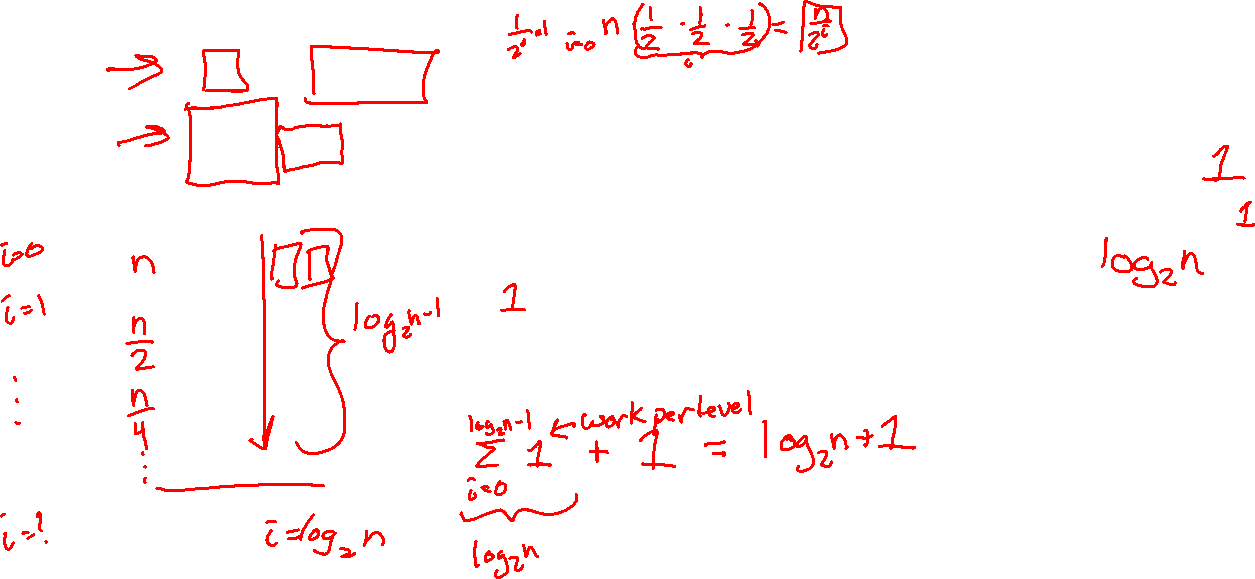 1/2^i = 1 i=0 n (1/2 · 1/2 · 1/2) = n/2^i
i
1
1
i=0 n
log₂n
i=1 n/2
log₂n-1
1
⋮ n/4
⋮
log₂n-1
∑ 1 ← work per level + 1 = log₂n + 1
i=0
i=? i=log₂n
log₂n